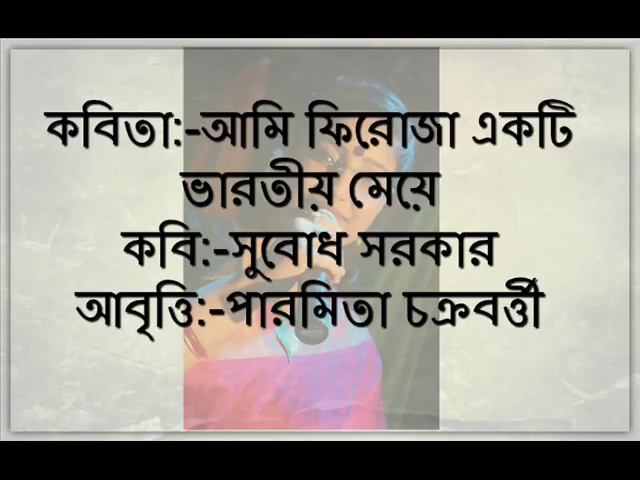 কবিতা:-আমি ফিরোজা একটি
ভারতীয় মেয়ে
কবি:-সুবোধ সরকার
আবৃত্তি:-পারমিতা চক্রবর্ত্তী